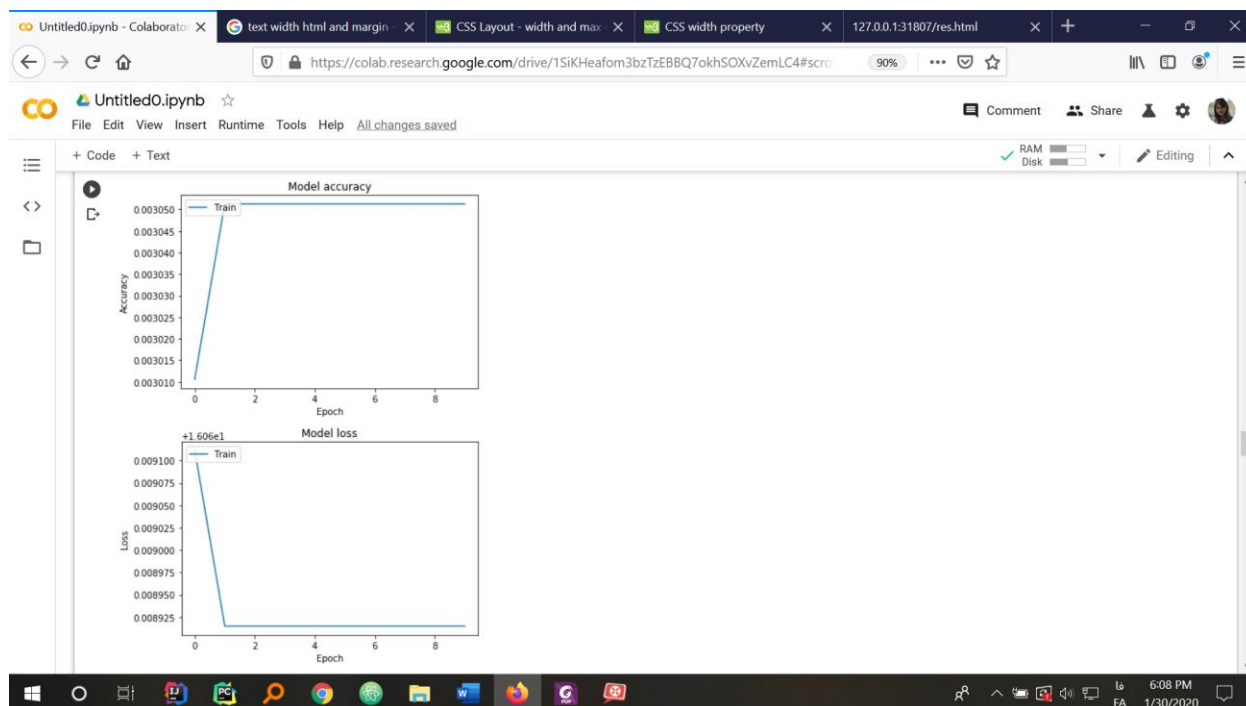 Untitled0.ipynb - Colaborato
text width html and margin -
CSS Layout - width and max-
CSS width property
127.0.0.1:31807/res.html
https://colab.research.google.com/drive/1SiKHeafom3bzTzEBBQ7okhSOXvZemLC4#scro
90%
Untitled0.ipynb
Comment
Share
File Edit View Insert Runtime Tools Help All changes saved
+ Code + Text
RAM
Disk
Editing
Model accuracy
Train
0.003050
0.003045
0.003040
0.003035
0.003030
0.003025
0.003020
0.003015
0.003010
Accuracy
0 2 4 6 8
Epoch
+1.606e1
Model loss
Train
0.009100
0.009075
0.009050
0.009025
0.009000
0.008975
0.008950
0.008925
Loss
0 2 4 6 8
Epoch
فا
FA
6:08 PM
1/30/2020